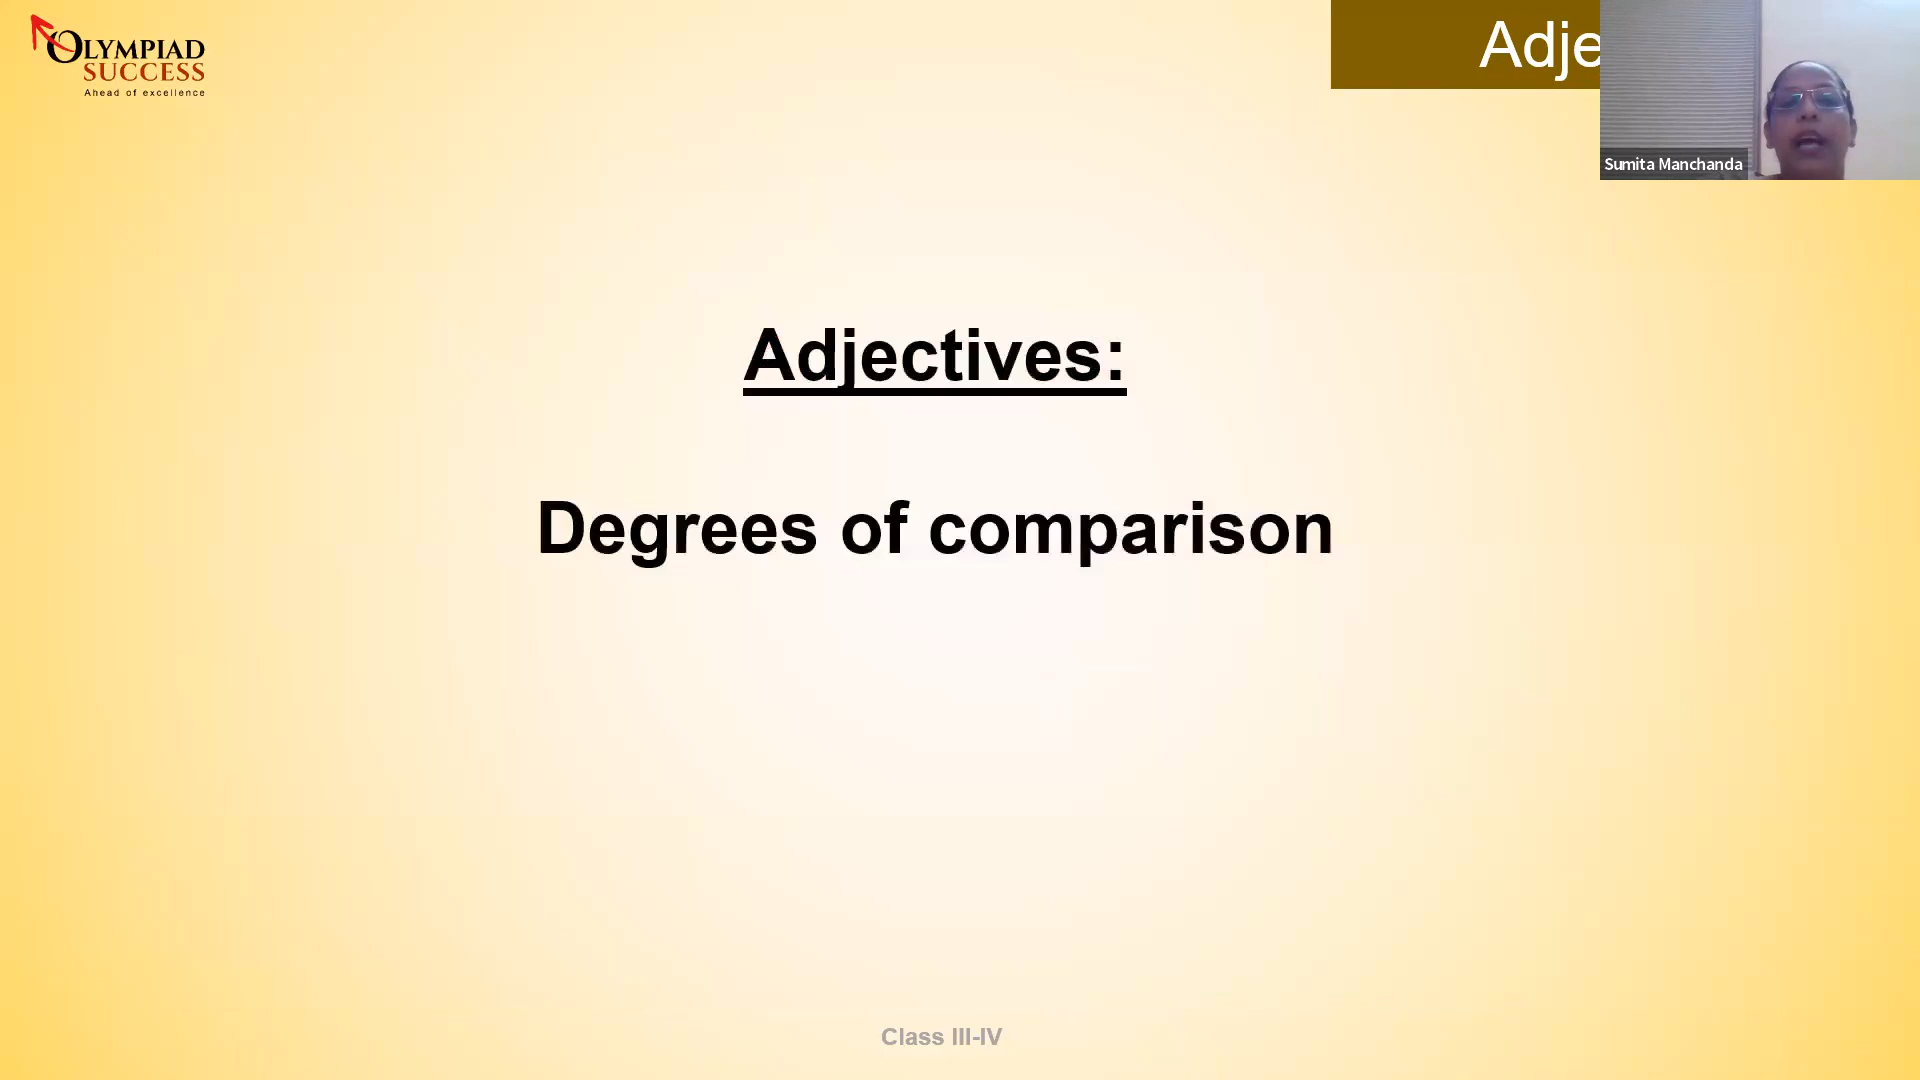 OLYMPIAD
SUCCESS
Ahead of excellence
Adje
Sumita Manchanda
Adjectives:
Degrees of comparison
Class III-IV